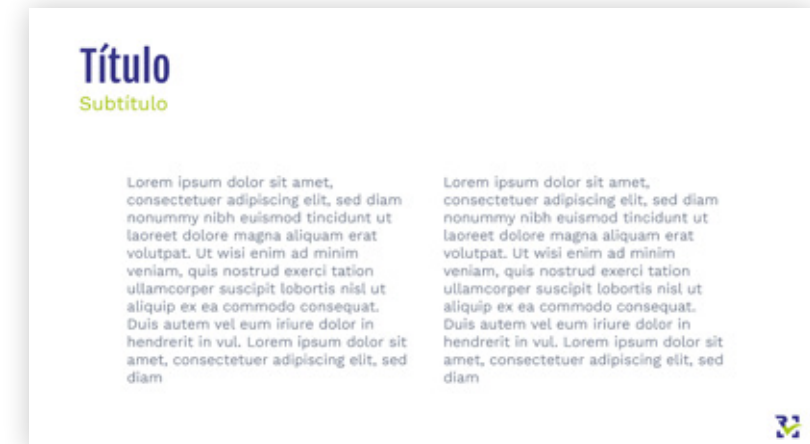 Título
Subtítulo
Lorem ipsum dolor sit amet,
consectetuer adipiscing elit, sed diam
nonummy nibh euismod tincidunt ut
laoreet dolore magna aliquam erat
volutpat. Ut wisi enim ad minim
veniam, quis nostrud exerci tation
ullamcorper suscipit lobortis nisl ut
aliquip ex ea commodo consequat.
Duis autem vel eum iriure dolor in
hendrerit in vul. Lorem ipsum dolor sit
amet, consectetuer adipiscing elit, sed
diam
Lorem ipsum dolor sit amet,
consectetuer adipiscing elit, sed diam
nonummy nibh euismod tincidunt ut
laoreet dolore magna aliquam erat
volutpat. Ut wisi enim ad minim
veniam, quis nostrud exerci tation
ullamcorper suscipit lobortis nisl ut
aliquip ex ea commodo consequat.
Duis autem vel eum iriure dolor in
hendrerit in vul. Lorem ipsum dolor sit
amet, consectetuer adipiscing elit, sed
diam